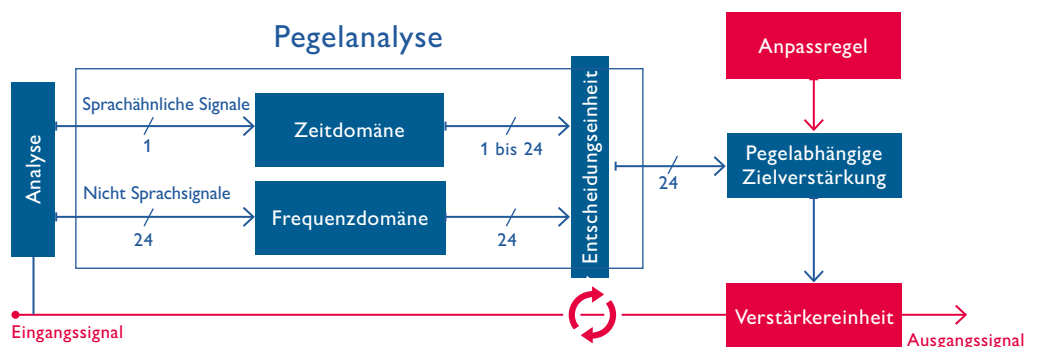 Pegelanalyse
Anpassregel
Analyse
Sprachähnliche Signale
1
Zeitdomäne
1 bis 24
Entscheidungseinheit
Nicht Sprachsignale
24
Frequenzdomäne
24
24
Pegelabhängige
Zielverstärkung
Eingangssignal
Verstärkereinheit
Ausgangssignal